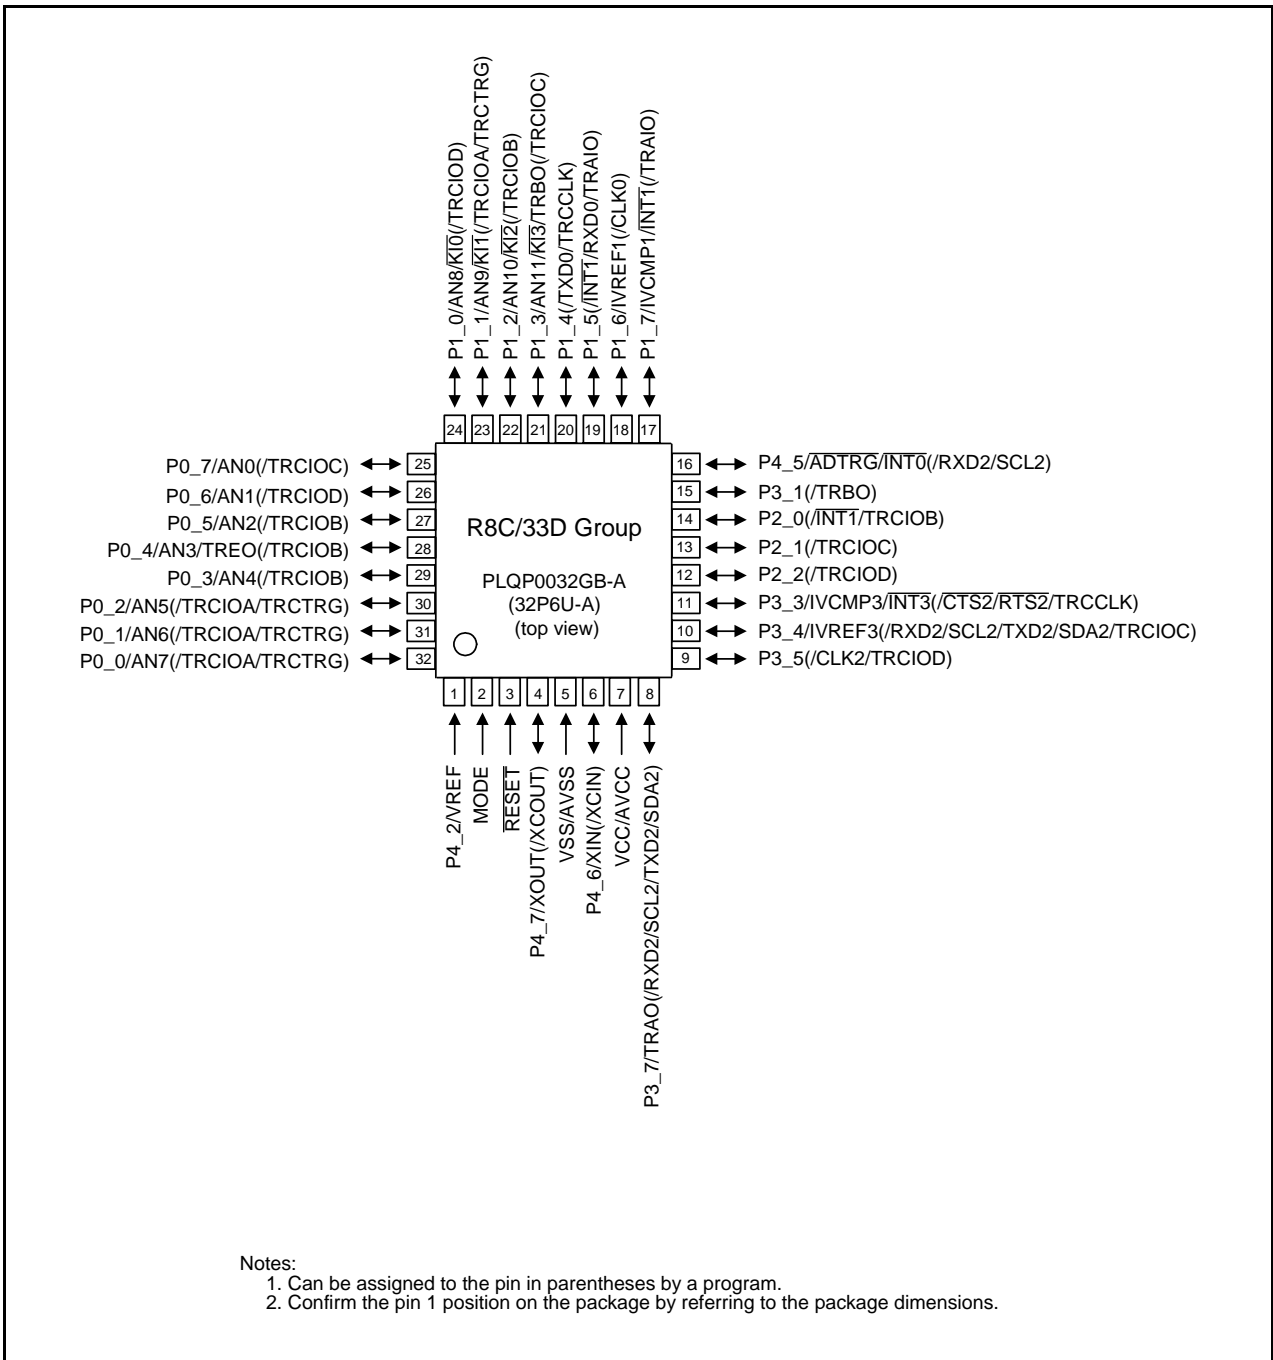 P1_0/AN8/KI0(/TRCIOD)
P1_1/AN9/KI1(/TRCIOA/TRCTRG)
P1_2/AN10/KI2(/TRCIOB)
P1_3/AN11/KI3/TRBO(/TRCIOC)
P1_4(/TXD0/TRCCLK)
P1_5(/INT1/RXD0/TRAIO)
P1_6/IVREF1(/CLK0)
P1_7/IVCMP1/INT1(/TRAIO)
24 23 22 21 20 19 18 17
P0_7/AN0(/TRCIOC) 25
P0_6/AN1(/TRCIOD) 26
P0_5/AN2(/TRCIOB) 27
P0_4/AN3/TREO(/TRCIOB) 28
P0_3/AN4(/TRCIOB) 29
P0_2/AN5(/TRCIOA/TRCTRG) 30
P0_1/AN6(/TRCIOA/TRCTRG) 31
P0_0/AN7(/TRCIOA/TRCTRG) 32
R8C/33D Group
PLQP0032GB-A
(32P6U-A)
(top view)
16 P4_5/ADTRG/INT0(/RXD2/SCL2)
15 P3_1(/TRBO)
14 P2_0(/INT1/TRCIOB)
13 P2_1(/TRCIOC)
12 P2_2(/TRCIOD)
11 P3_3/IVCMP3/INT3(/CTS2/RTS2/TRCCLK)
10 P3_4/IVREF3(/RXD2/SCL2/TXD2/SDA2/TRCIOC)
9 P3_5(/CLK2/TRCIOD)
1 2 3 4 5 6 7 8
P4_2/VREF
MODE
RESET
P4_7/XOUT(/XCOUT)
VSS/AVSS
P4_6/XIN(/XCIN)
VCC/AVCC
P3_7/TRAO(/RXD2/SCL2/TXD2/SDA2)
Notes:
1. Can be assigned to the pin in parentheses by a program.
2. Confirm the pin 1 position on the package by referring to the package dimensions.